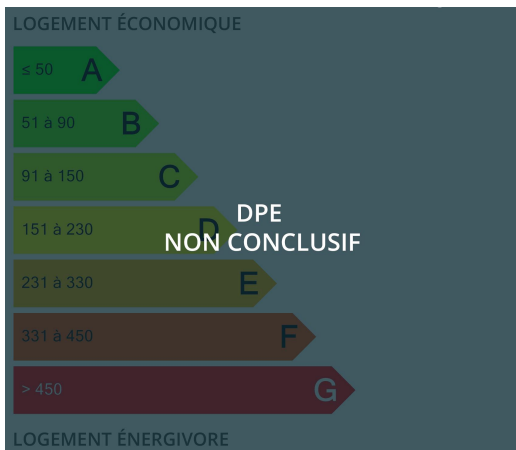 LOGEMENT ÉCONOMIQUE
≤ 50 A
51 à 90 B
91 à 150 C
DPE
151 à 230 D
NON CONCLUSIF
231 à 330 E
331 à 450 F
> 450 G
LOGEMENT ÉNERGIVORE